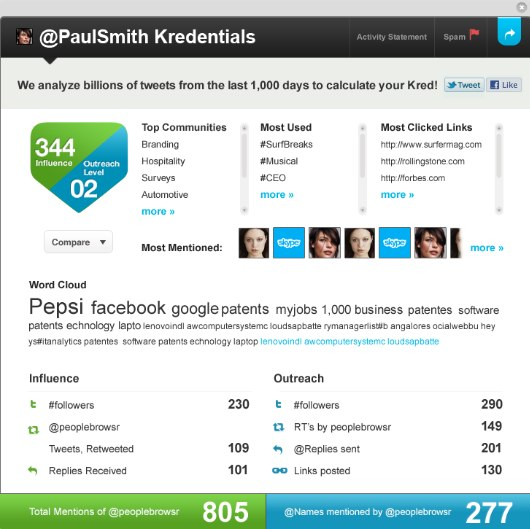 @PaulSmith Kredentials
Activity Statement
Spam
We analyze billions of tweets from the last 1,000 days to calculate your Kred!
Tweet
Like
344
Influence
Outreach
Level
02
Compare
Top Communities
Branding
Hospitality
Surveys
Automotive
more »
Most Used
#SurfBreaks
#Musical
#CEO
more »
Most Clicked Links
http://www.surfermag.com
http://rollingstone.com
http://forbes.com
more »
Most Mentioned:
skype
skype
more »
Word Cloud
Pepsi facebook google patents myjobs 1,000 business patentes software
patents echnology lapto lenovoindl awcomputersystemc loudsapbatte rymanagerlist#b angalores ocialwebbu hey
ys#itanalytics patentes software patents echnology laptop lenovoindl awcomputersystemc loudsapbatte
Influence
#followers 230
@peoplebrowsr
Tweets, Retweeted 109
Replies Received 101
Outreach
#followers 290
RT's by peoplebrowsr 149
@Replies sent 201
Links posted 130
Total Mentions of @peoplebrowsr 805
@Names mentioned by @peoplebrowsr 277